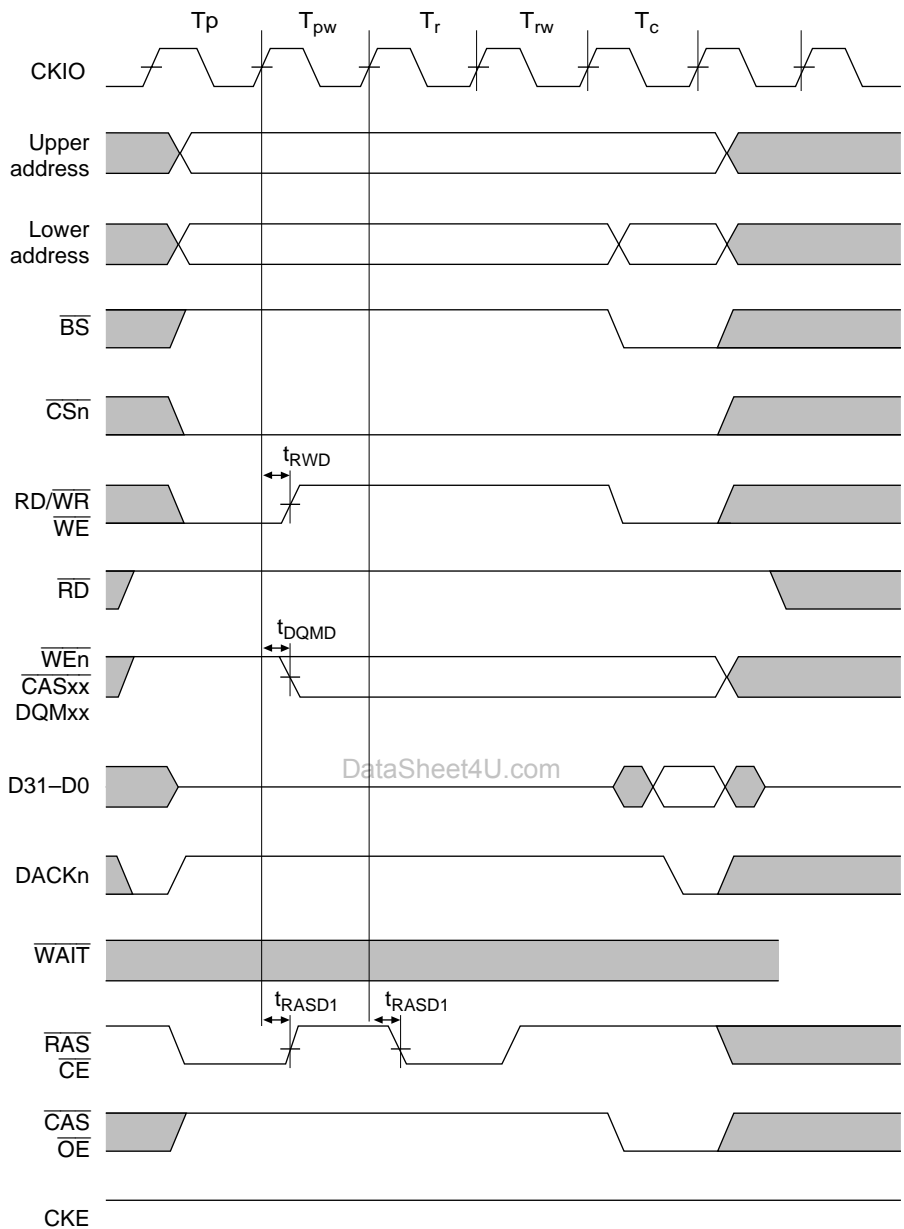 Tp Tpw Tr Trw Tc
CKIO
Upper
address
Lower
address
BS
CSn
tRWD
RD/WR
WE
RD
tDQMD
WEn
CASxx
DQMxx
DataSheet4U.com
D31–D0
DACKn
WAIT
tRASD1 tRASD1
RAS
CE
CAS
OE
CKE